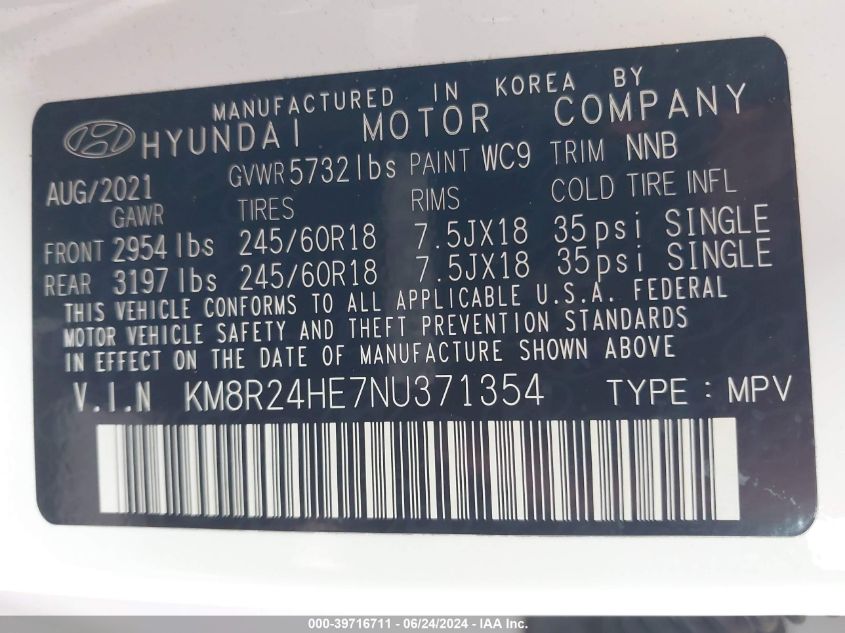 MANUFACTURED IN KOREA BY
HYUNDAI MOTOR COMPANY
AUG/2021 GVWR 5732 lbs PAINT WC9 TRIM NNB
GAWR TIRES RIMS COLD TIRE INFL
FRONT 2954 lbs 245/60R18 7.5JX18 35psi SINGLE
REAR 3197 lbs 245/60R18 7.5JX18 35psi SINGLE
THIS VEHICLE CONFORMS TO ALL APPLICABLE U.S.A. FEDERAL
MOTOR VEHICLE SAFETY AND THEFT PREVENTION STANDARDS
IN EFFECT ON THE DATE OF MANUFACTURE SHOWN ABOVE
V.I.N KM8R24HE7NU371354 TYPE : MPV
000-39716711 - 06/24/2024 - IAA Inc.